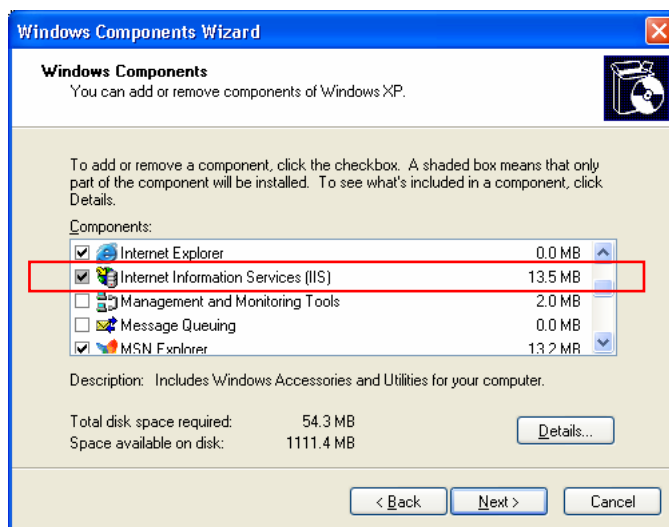 Windows Components Wizard
Windows Components
You can add or remove components of Windows XP.
To add or remove a component, click the checkbox. A shaded box means that only
part of the component will be installed. To see what's included in a component, click
Details.
Components:
Internet Explorer 0.0 MB
Internet Information Services (IIS) 13.5 MB
Management and Monitoring Tools 2.0 MB
Message Queuing 0.0 MB
MSN Explorer 13.2 MB
Description: Includes Windows Accessories and Utilities for your computer.
Total disk space required: 54.3 MB
Space available on disk: 1111.4 MB
Details...
< Back Next > Cancel